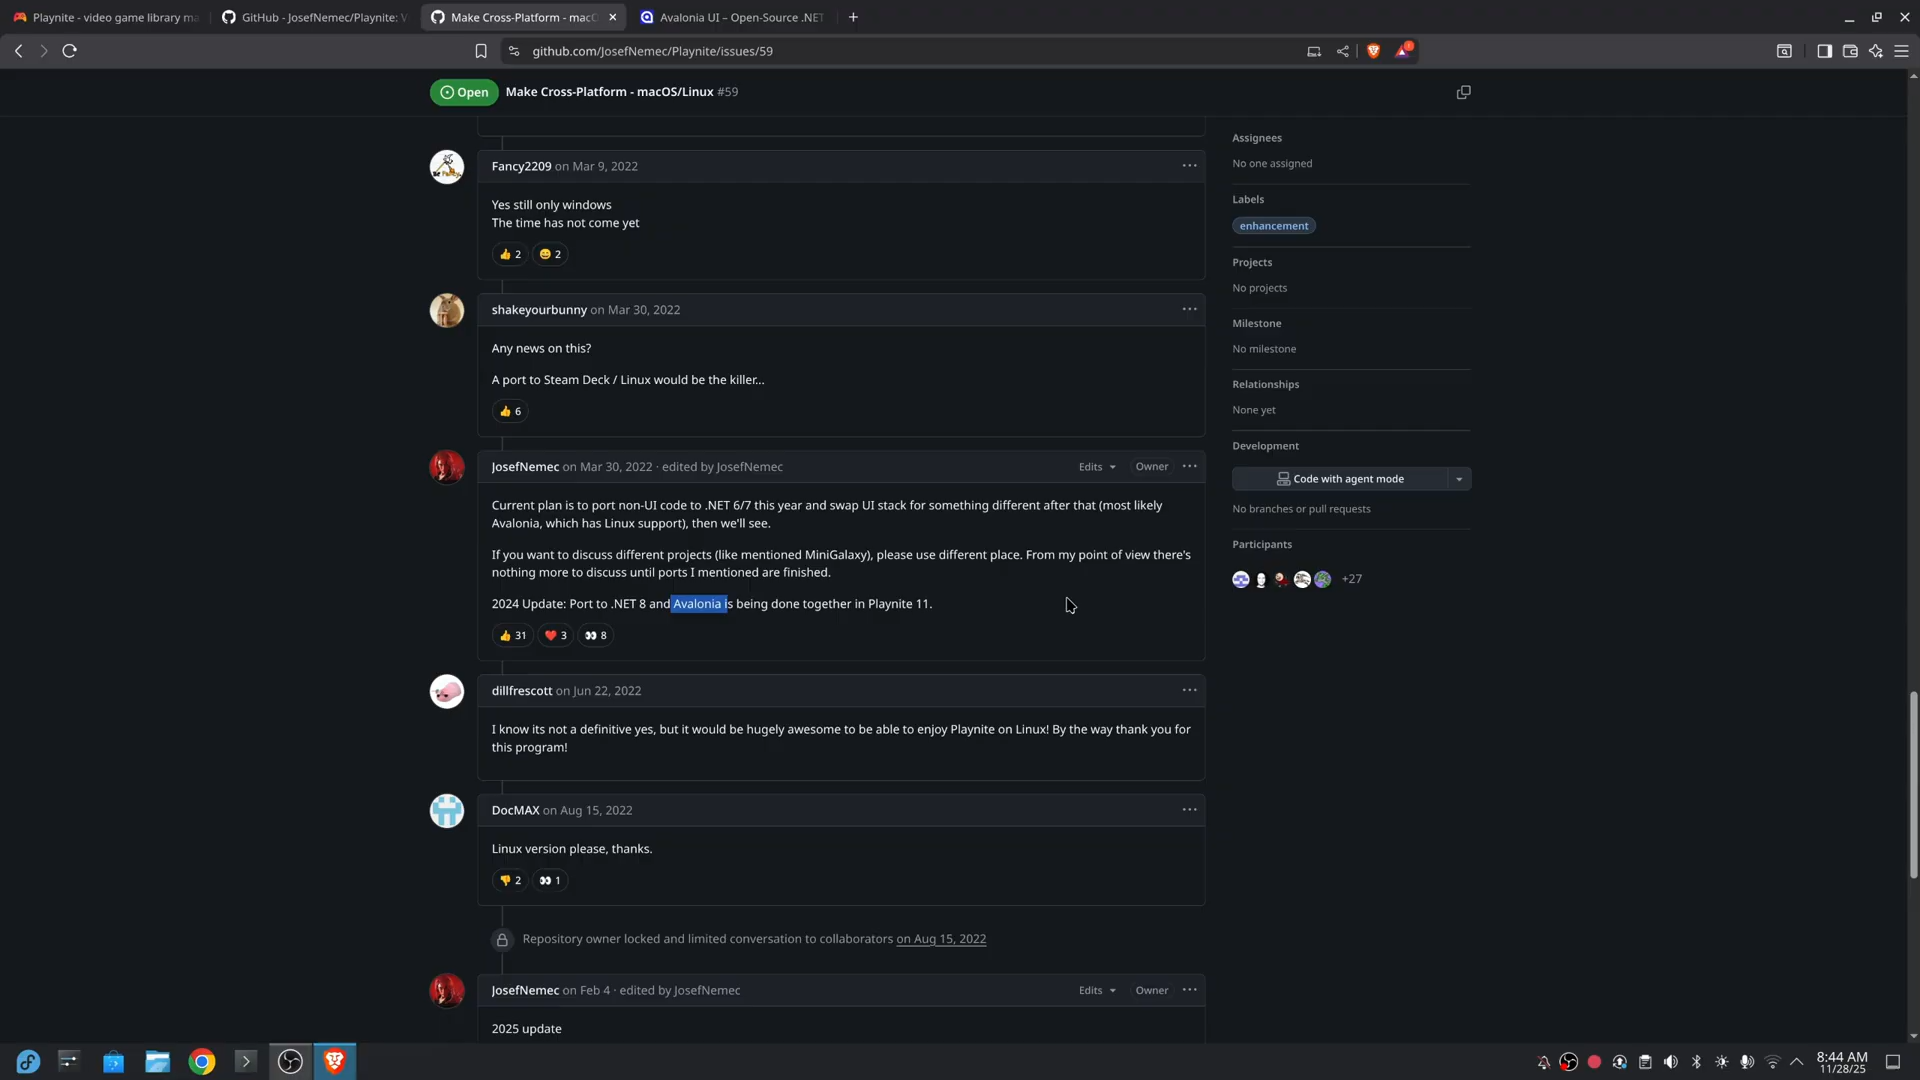 Playnite - video game library ma
GitHub - JosefNemec/Playnite: V
Make Cross-Platform - macO
Avalonia UI – Open-Source .NET
github.com/JosefNemec/Playnite/issues/59
Open
Make Cross-Platform - macOS/Linux #59
Fancy2209 on Mar 9, 2022
Yes still only windows
The time has not come yet
👍 2
😄 2
shakeyourbunny on Mar 30, 2022
Any news on this?
A port to Steam Deck / Linux would be the killer...
👍 6
JosefNemec on Mar 30, 2022 · edited by JosefNemec
Edits
Owner
Current plan is to port non-UI code to .NET 6/7 this year and swap UI stack for something different after that (most likely
Avalonia, which has Linux support), then we'll see.
If you want to discuss different projects (like mentioned MiniGalaxy), please use different place. From my point of view there's
nothing more to discuss until ports I mentioned are finished.
2024 Update: Port to .NET 8 and Avalonia is being done together in Playnite 11.
👍 31
❤️ 3
👀 8
dillfrescott on Jun 22, 2022
I know its not a definitive yes, but it would be hugely awesome to be able to enjoy Playnite on Linux! By the way thank you for
this program!
DocMAX on Aug 15, 2022
Linux version please, thanks.
👎 2
👀 1
Repository owner locked and limited conversation to collaborators on Aug 15, 2022
JosefNemec on Feb 4 · edited by JosefNemec
Edits
Owner
2025 update
Assignees
No one assigned
Labels
enhancement
Projects
No projects
Milestone
No milestone
Relationships
None yet
Development
Code with agent mode
No branches or pull requests
Participants
+27
8:44 AM
11/28/25